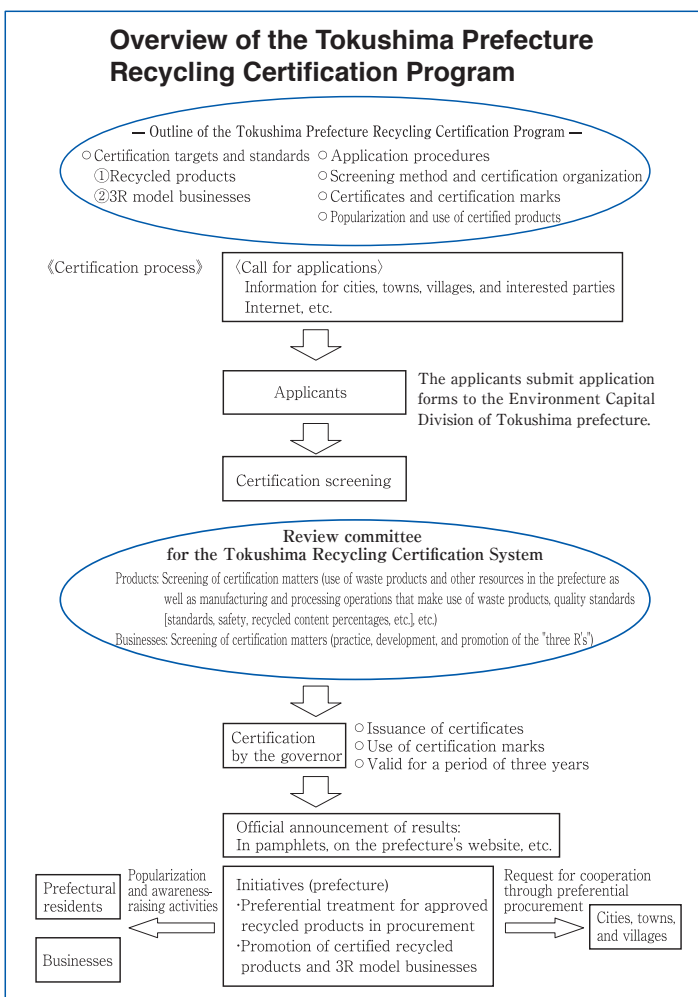 Overview of the Tokushima Prefecture
Recycling Certification Program
— Outline of the Tokushima Prefecture Recycling Certification Program —
○ Certification targets and standards
①Recycled products
②3R model businesses
○ Application procedures
○ Screening method and certification organization
○ Certificates and certification marks
○ Popularization and use of certified products
《Certification process》
〈Call for applications〉
Information for cities, towns, villages, and interested parties
Internet, etc.
Applicants
The applicants submit application
forms to the Environment Capital
Division of Tokushima prefecture.
Certification screening
Review committee
for the Tokushima Recycling Certification System
Products: Screening of certification matters (use of waste products and other resources in the prefecture as
well as manufacturing and processing operations that make use of waste products, quality standards
[standards, safety, recycled content percentages, etc.], etc.)
Businesses: Screening of certification matters (practice, development, and promotion of the "three R's")
Certification
by the governor
○ Issuance of certificates
○ Use of certification marks
○ Valid for a period of three years
Official announcement of results:
In pamphlets, on the prefecture's website, etc.
Prefectural
residents
Businesses
Popularization
and awareness-
raising activities
Initiatives (prefecture)
・Preferential treatment for approved
recycled products in procurement
・Promotion of certified recycled
products and 3R model businesses
Request for cooperation
through preferential
procurement
Cities, towns,
and villages